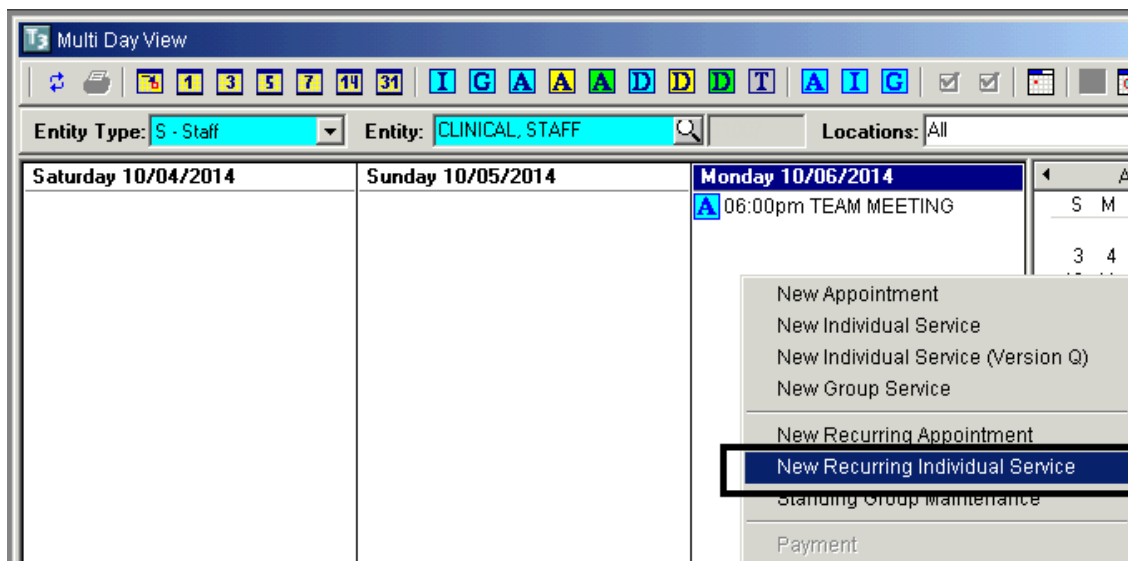 T3 Multi Day View
1 3 5 7 14 31 I G A A A D D D T A I G
Entity Type: S - Staff Entity: CLINICAL, STAFF Locations: All
Saturday 10/04/2014 Sunday 10/05/2014 Monday 10/06/2014 A
A 06:00pm TEAM MEETING S M
3 4
New Appointment
New Individual Service
New Individual Service (Version Q)
New Group Service
New Recurring Appointment
New Recurring Individual Service
Standing Group Maintenance
Payment